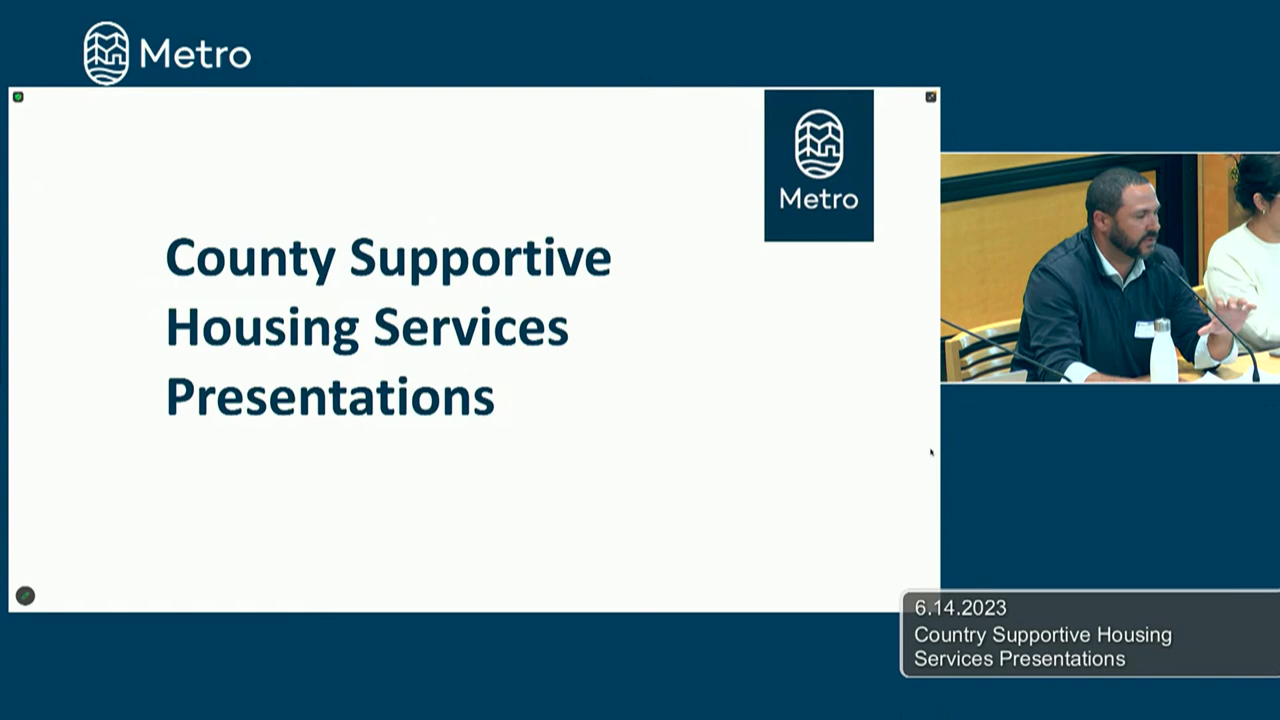 Metro
Metro
County Supportive
Housing Services
Presentations
6.14.2023
Country Supportive Housing
Services Presentations